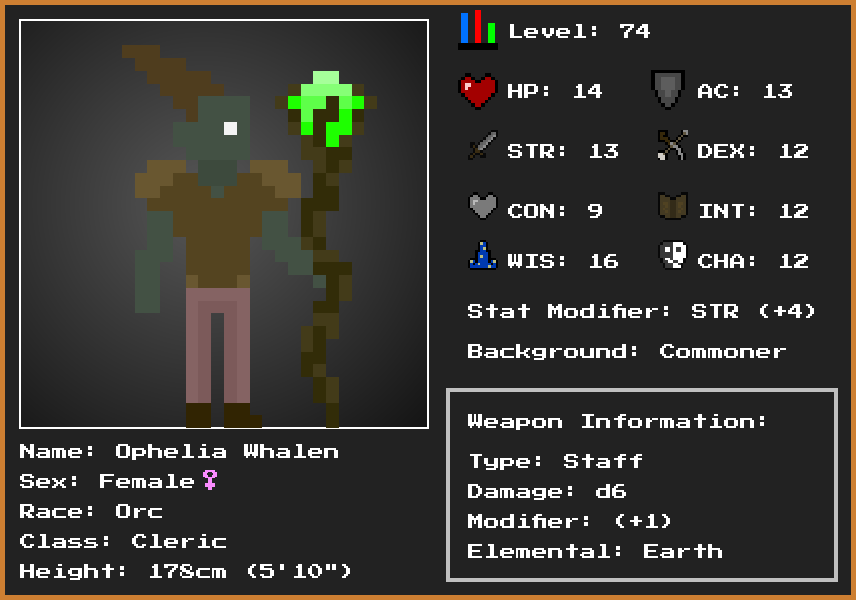 Level: 74
HP: 14 AC: 13
STR: 13 DEX: 12
CON: 9 INT: 12
WIS: 16 CHA: 12
Stat Modifier: STR (+4)
Background: Commoner
Weapon Information:
Type: Staff
Damage: d6
Modifier: (+1)
Elemental: Earth
Name: Ophelia Whalen
Sex: Female♀
Race: Orc
Class: Cleric
Height: 178cm (5'10")